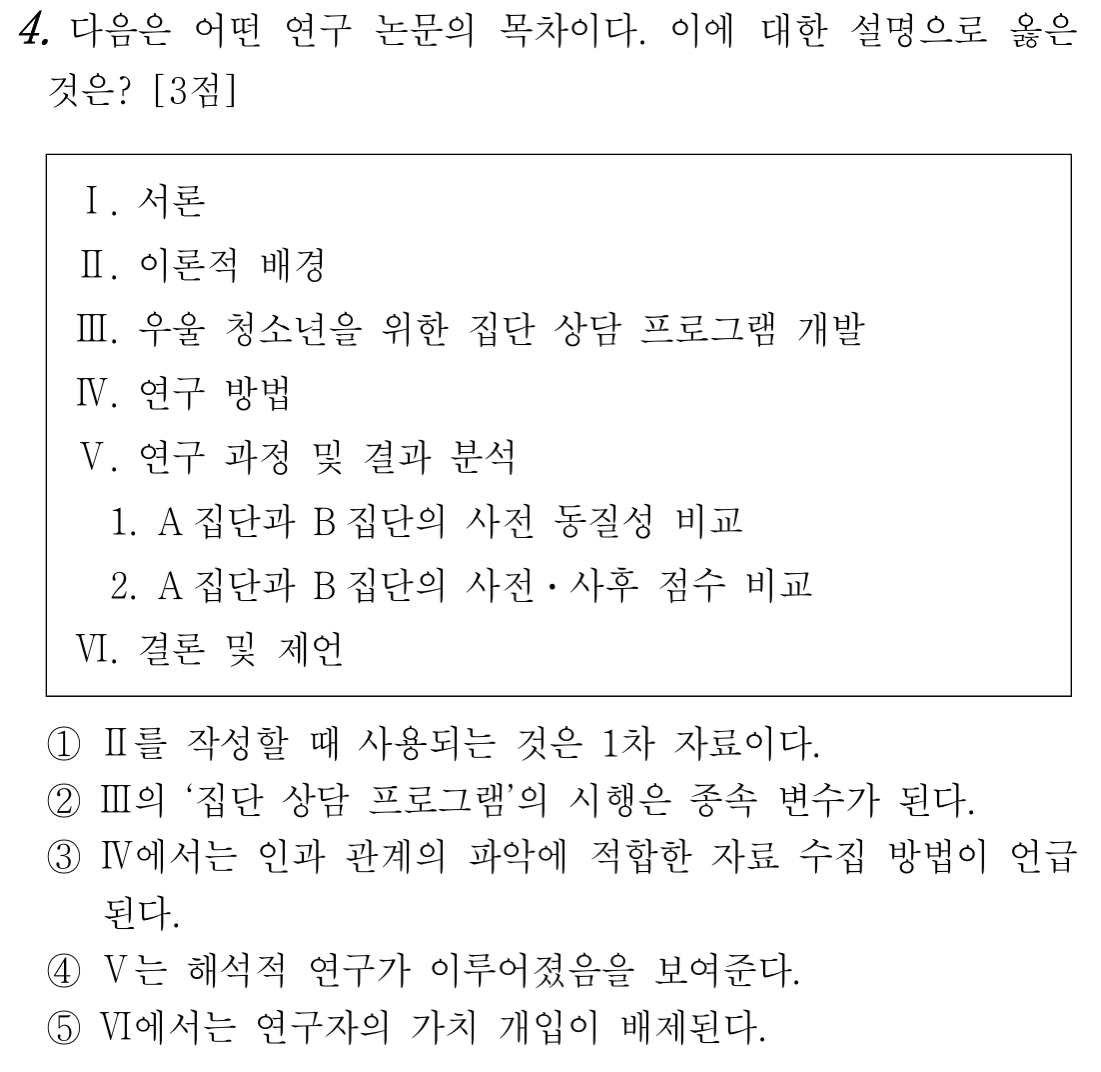 4. 다음은 어떤 연구 논문의 목차이다. 이에 대한 설명으로 옳은
것은? [3점]
Ⅰ. 서론
Ⅱ. 이론적 배경
Ⅲ. 우울 청소년을 위한 집단 상담 프로그램 개발
Ⅳ. 연구 방법
Ⅴ. 연구 과정 및 결과 분석
1. A 집단과 B 집단의 사전 동질성 비교
2. A 집단과 B 집단의 사전・사후 점수 비교
Ⅵ. 결론 및 제언
① Ⅱ를 작성할 때 사용되는 것은 1차 자료이다.
② Ⅲ의 ‘집단 상담 프로그램’의 시행은 종속 변수가 된다.
③ Ⅳ에서는 인과 관계의 파악에 적합한 자료 수집 방법이 언급
된다.
④ Ⅴ는 해석적 연구가 이루어졌음을 보여준다.
⑤ Ⅵ에서는 연구자의 가치 개입이 배제된다.